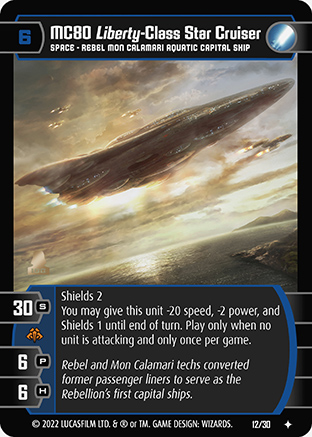 6 MC80 Liberty-Class Star Cruiser
SPACE - REBEL MON CALAMARI AQUATIC CAPITAL SHIP
Shields 2
30 S You may give this unit -20 speed, -2 power, and
Shields 1 until end of turn. Play only when no
unit is attacking and only once per game.
6 P
Rebel and Mon Calamari techs converted
former passenger liners to serve as the
6 H
Rebellion's first capital ships.
© 2022 LUCASFILM LTD. & ® or TM. GAME DESIGN: WIZARDS. 12/30